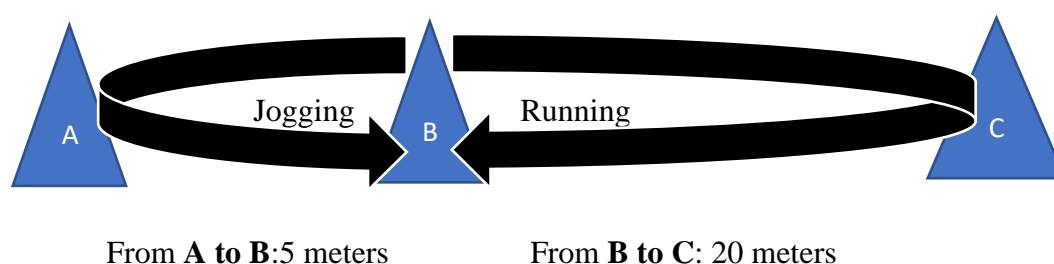 Jogging Running
A B C
From A to B:5 meters From B to C: 20 meters